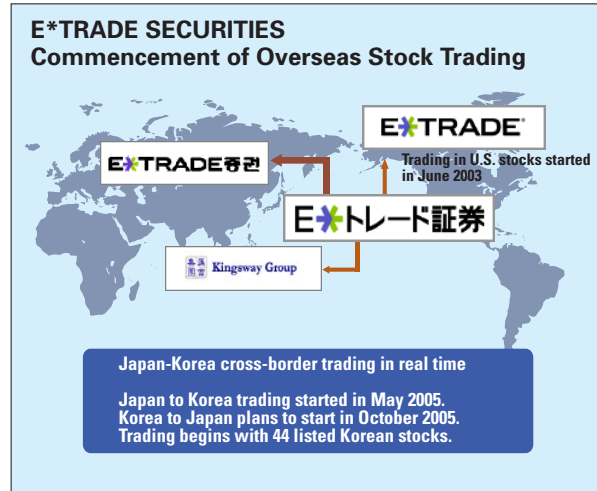 E*TRADE SECURITIES
Commencement of Overseas Stock Trading
E*TRADE
Trading in U.S. stocks started
in June 2003
E*TRADE증권
E*トレード証券
Kingsway Group
Japan-Korea cross-border trading in real time
Japan to Korea trading started in May 2005.
Korea to Japan plans to start in October 2005.
Trading begins with 44 listed Korean stocks.